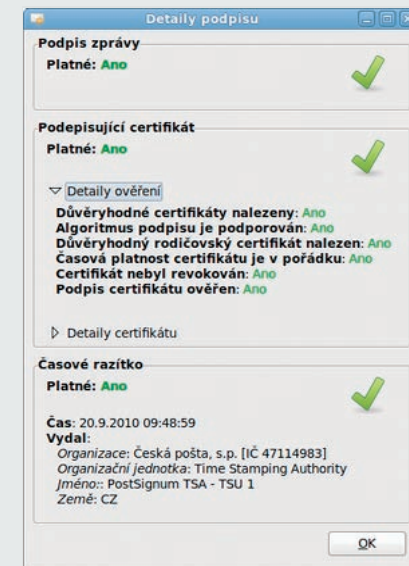 Detaily podpisu
Podpis zprávy
Platné: Ano
Podepisující certifikát
Platné: Ano
Detaily ověření
Důvěryhodné certifikáty nalezeny: Ano
Algoritmus podpisu je podporován: Ano
Důvěryhodný rodičovský certifikát nalezen: Ano
Časová platnost certifikátu je v pořádku: Ano
Certifikát nebyl revokován: Ano
Podpis certifikátu ověřen: Ano
Detaily certifikátu
Časové razítko
Platné: Ano
Čas: 20.9.2010 09:48:59
Vydal:
Organizace: Česká pošta, s.p. [IČ 47114983]
Organizační jednotka: Time Stamping Authority
Jméno:: PostSignum TSA - TSU 1
Země: CZ
OK